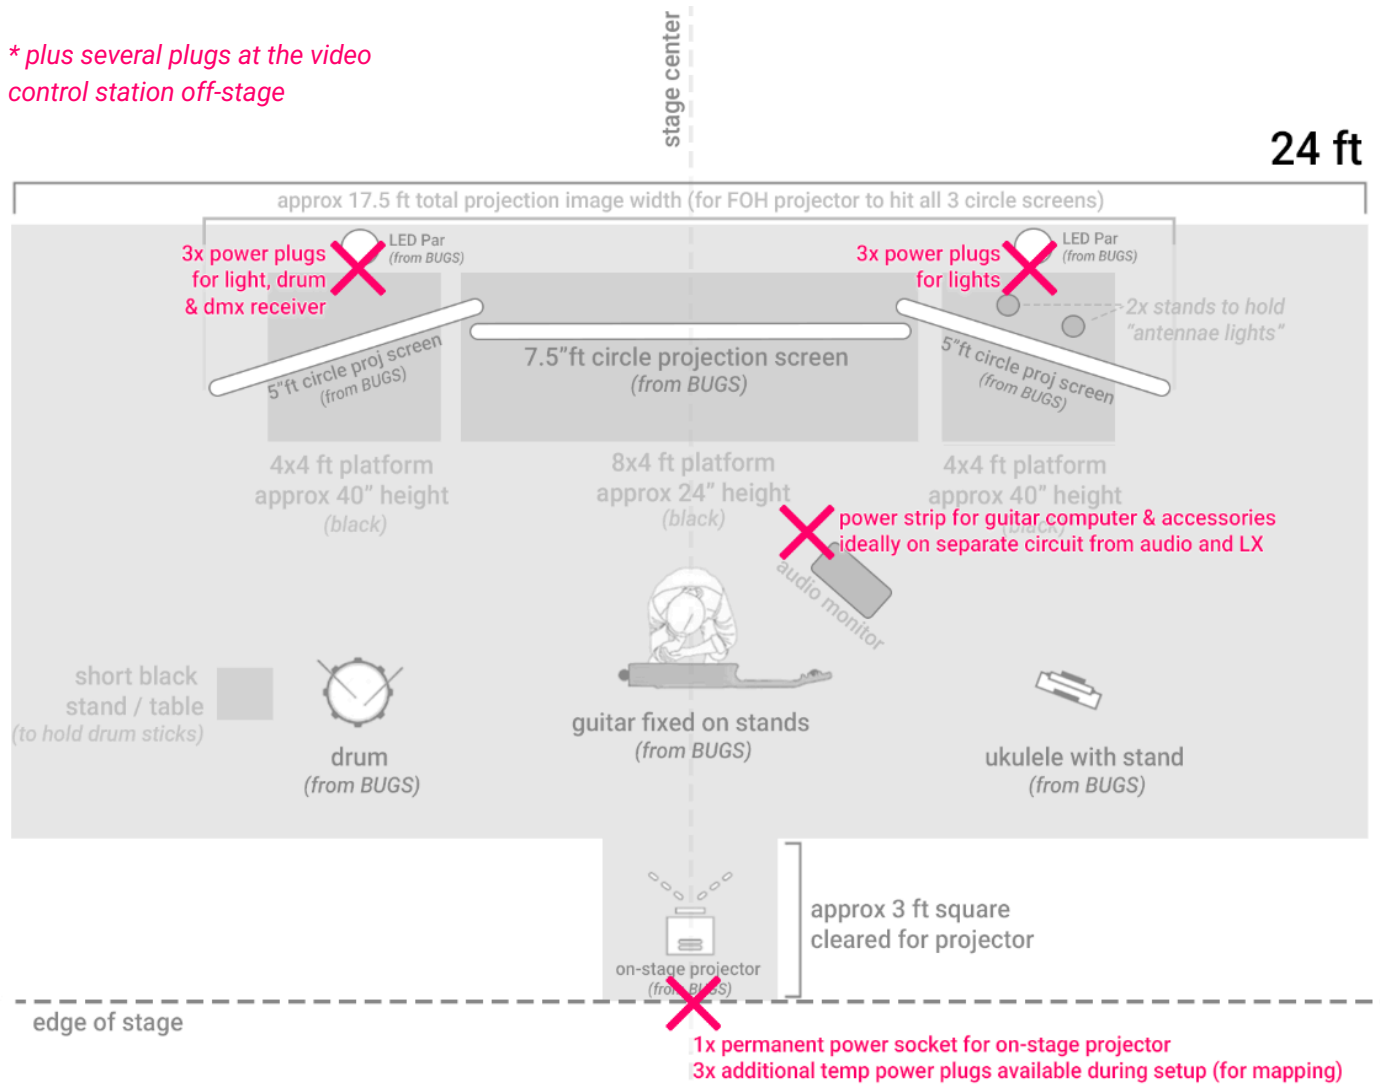 * plus several plugs at the video
control station off-stage
stage center
24 ft
approx 17.5 ft total projection image width (for FOH projector to hit all 3 circle screens)
LED Par
(from BUGS)
3x power plugs
for light, drum
& dmx receiver
LED Par
(from BUGS)
3x power plugs
for lights
2x stands to hold
"antennae lights"
5"ft circle proj screen
(from BUGS)
7.5"ft circle projection screen
(from BUGS)
5"ft circle proj screen
(from BUGS)
4x4 ft platform
approx 40" height
(black)
8x4 ft platform
approx 24" height
(black)
4x4 ft platform
approx 40" height
(black)
power strip for guitar computer & accessories
ideally on separate circuit from audio and LX
audio monitor
short black
stand / table
(to hold drum sticks)
drum
(from BUGS)
guitar fixed on stands
(from BUGS)
ukulele with stand
(from BUGS)
approx 3 ft square
cleared for projector
on-stage projector
(from BUGS)
edge of stage
1x permanent power socket for on-stage projector
3x additional temp power plugs available during setup (for mapping)